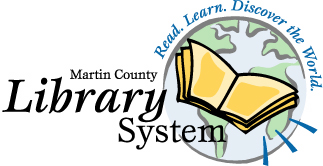 Read. Learn. Discover the World.
Martin County
Library
System